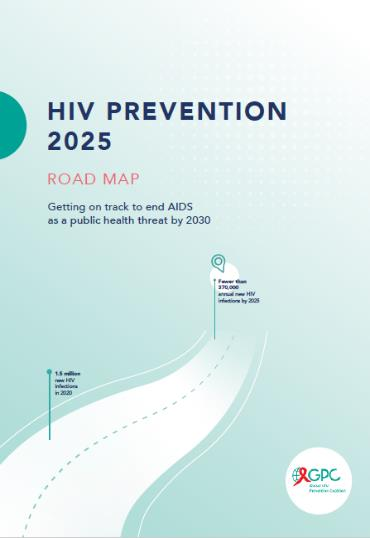 HIV PREVENTION
2025
ROAD MAP
Getting on track to end AIDS
as a public health threat by 2030
Fewer than
370,000
annual new HIV
infections by 2025
1.5 million
new HIV
infections
in 2020
GPC
Global HIV
Prevention Coalition